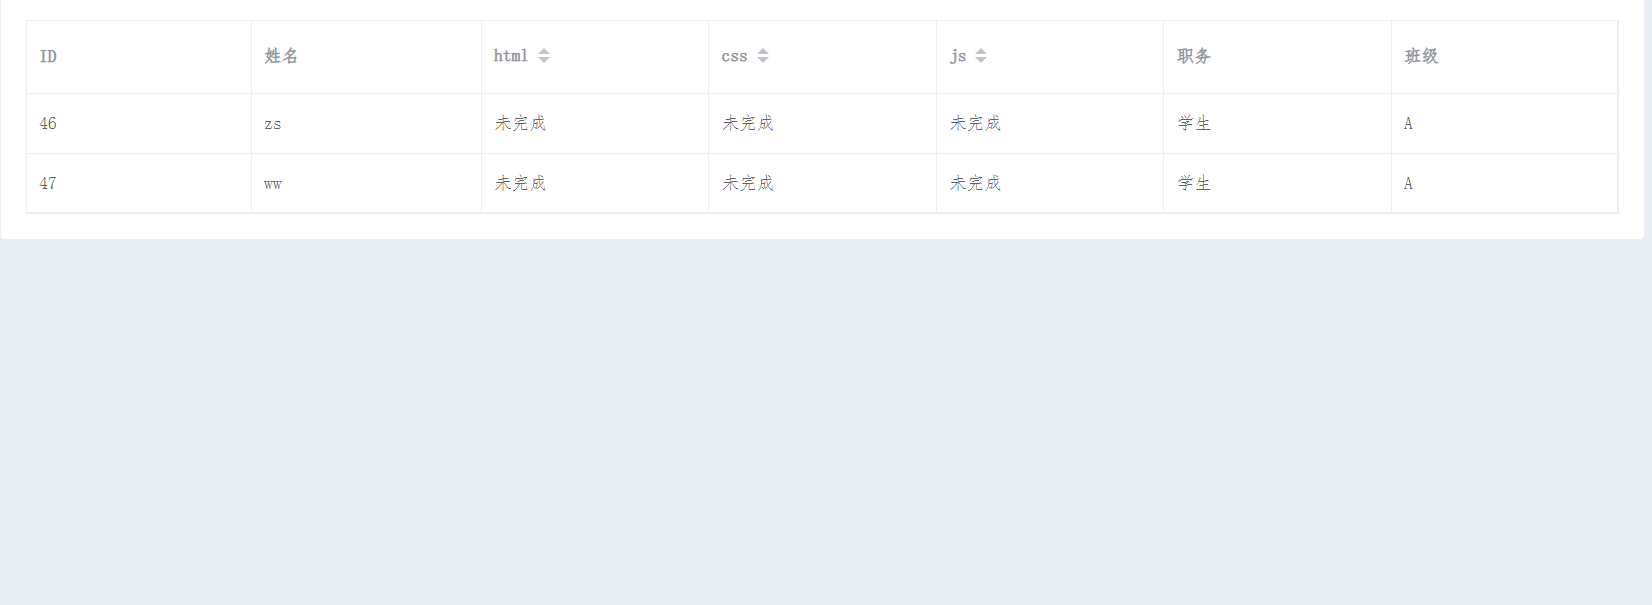 ID 姓名 html css js 职务 班级
46 zs 未完成 未完成 未完成 学生 A
47 ww 未完成 未完成 未完成 学生 A